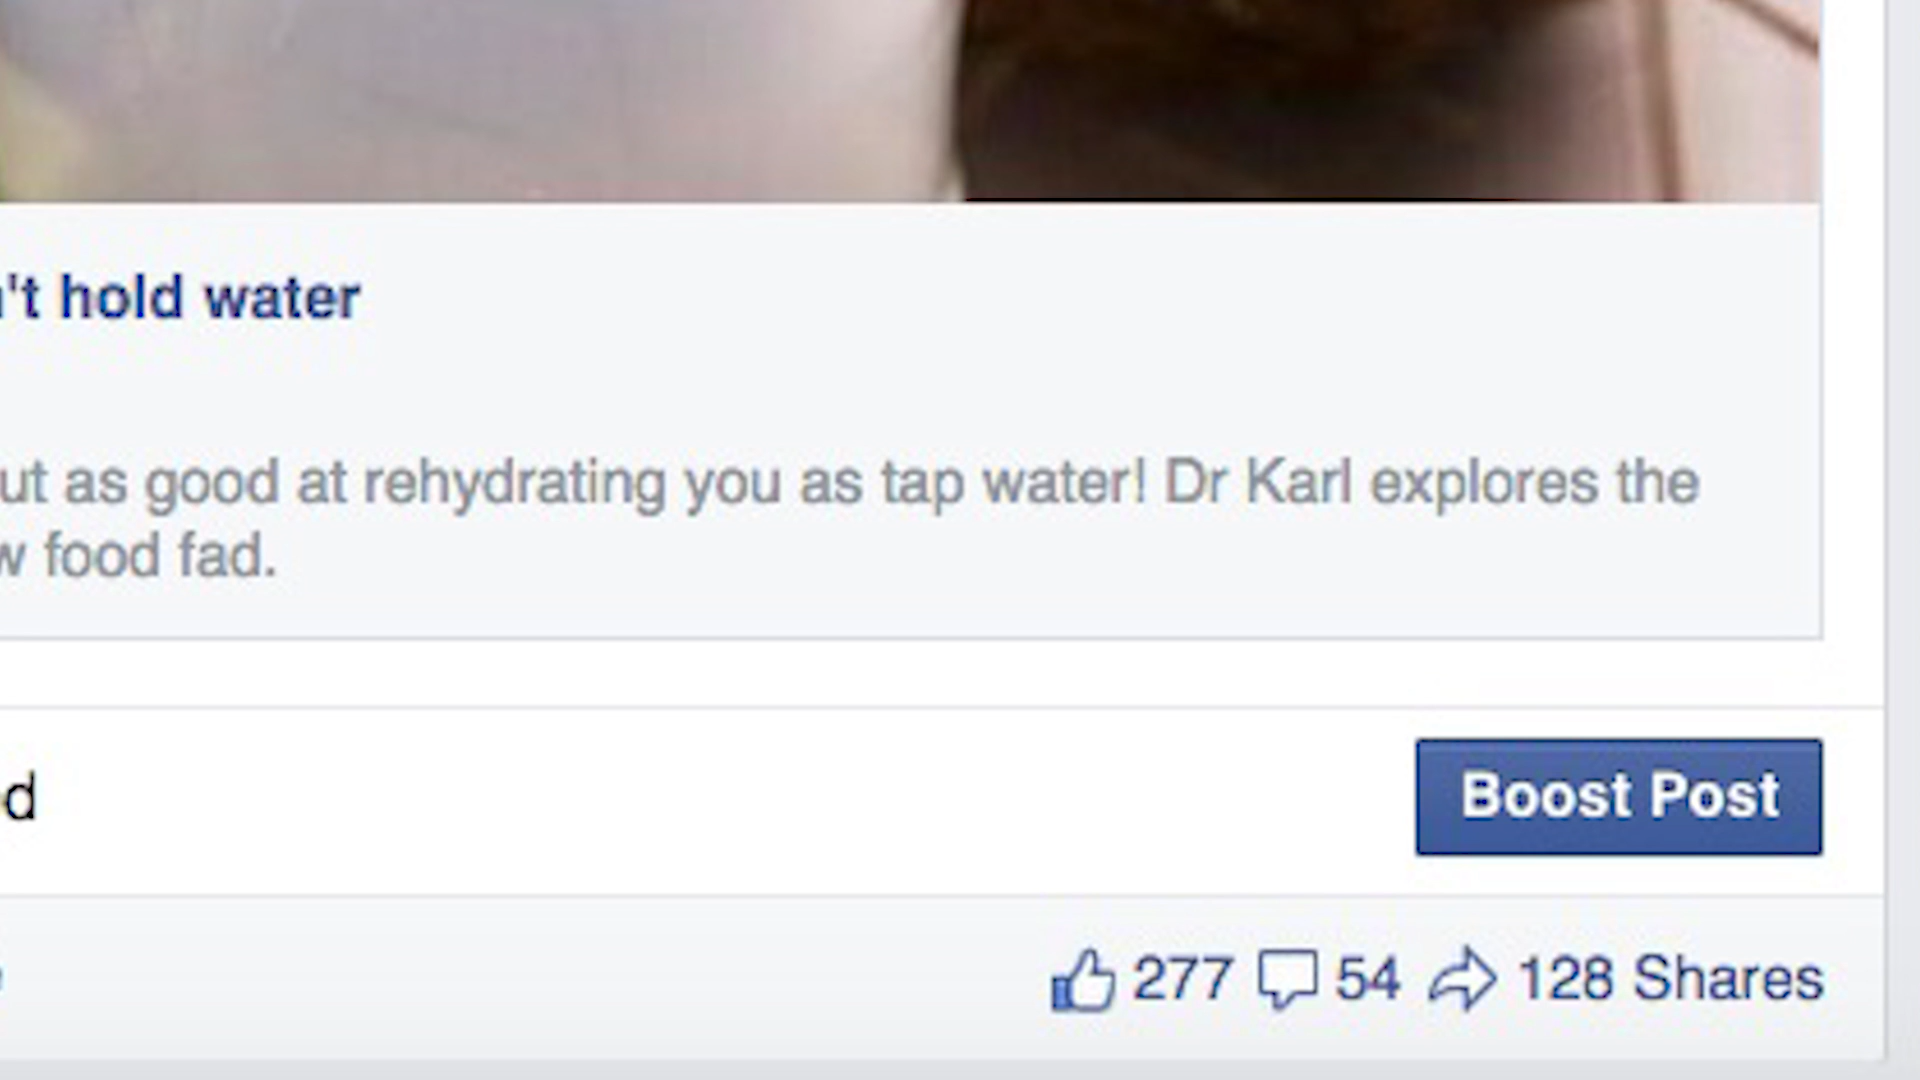 't hold water
ut as good at rehydrating you as tap water! Dr Karl explores the
w food fad.
d
Boost Post
277 54 128 Shares